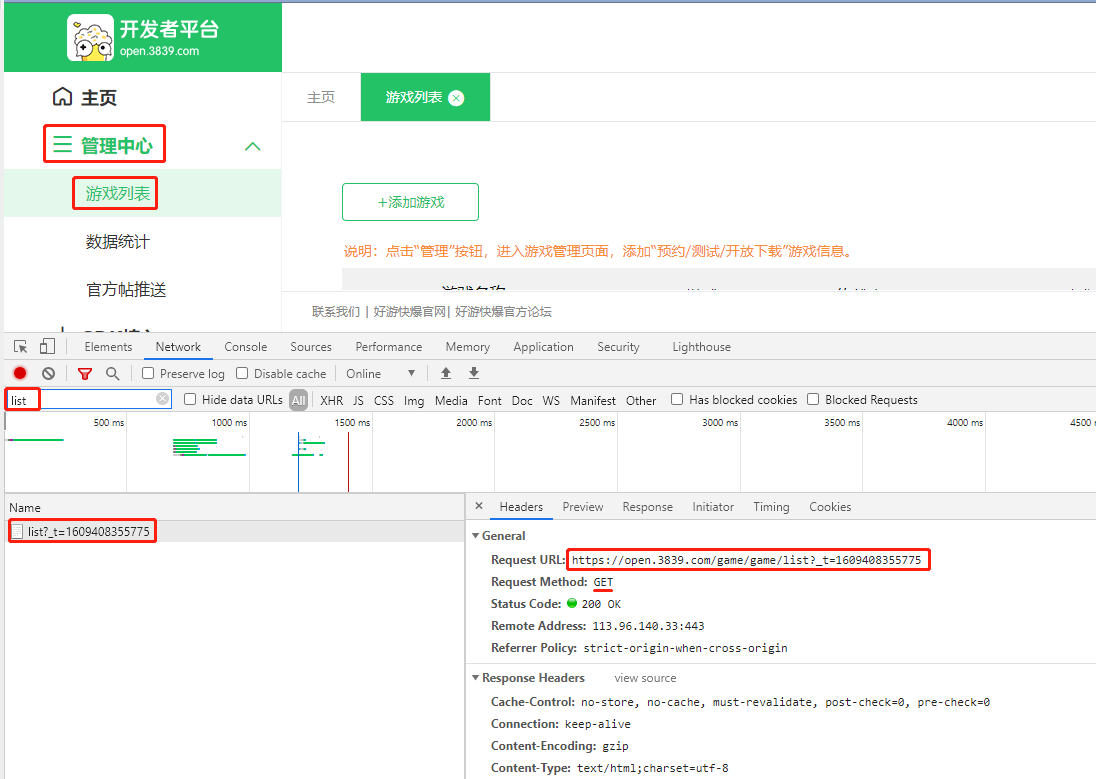 开发者平台
open.3839.com
主页
管理中心
游戏列表
数据统计
官方帖推送
主页
游戏列表
+添加游戏
说明：点击“管理”按钮，进入游戏管理页面，添加“预约/测试/开放下载”游戏信息。
游戏名称
联系我们 | 好游快爆官网| 好游快爆官方论坛
Elements Network Console Sources Performance Memory Application Security Lighthouse
Preserve log Disable cache Online
list Hide data URLs All XHR JS CSS Img Media Font Doc WS Manifest Other Has blocked cookies Blocked Requests
500 ms 1000 ms 1500 ms 2000 ms 2500 ms 3000 ms 3500 ms 4000 ms 4500
Name
list?_t=1609408355775
Headers Preview Response Initiator Timing Cookies
General
Request URL: https://open.3839.com/game/game/list?_t=1609408355775
Request Method: GET
Status Code: 200 OK
Remote Address: 113.96.140.33:443
Referrer Policy: strict-origin-when-cross-origin
Response Headers view source
Cache-Control: no-store, no-cache, must-revalidate, post-check=0, pre-check=0
Connection: keep-alive
Content-Encoding: gzip
Content-Type: text/html;charset=utf-8